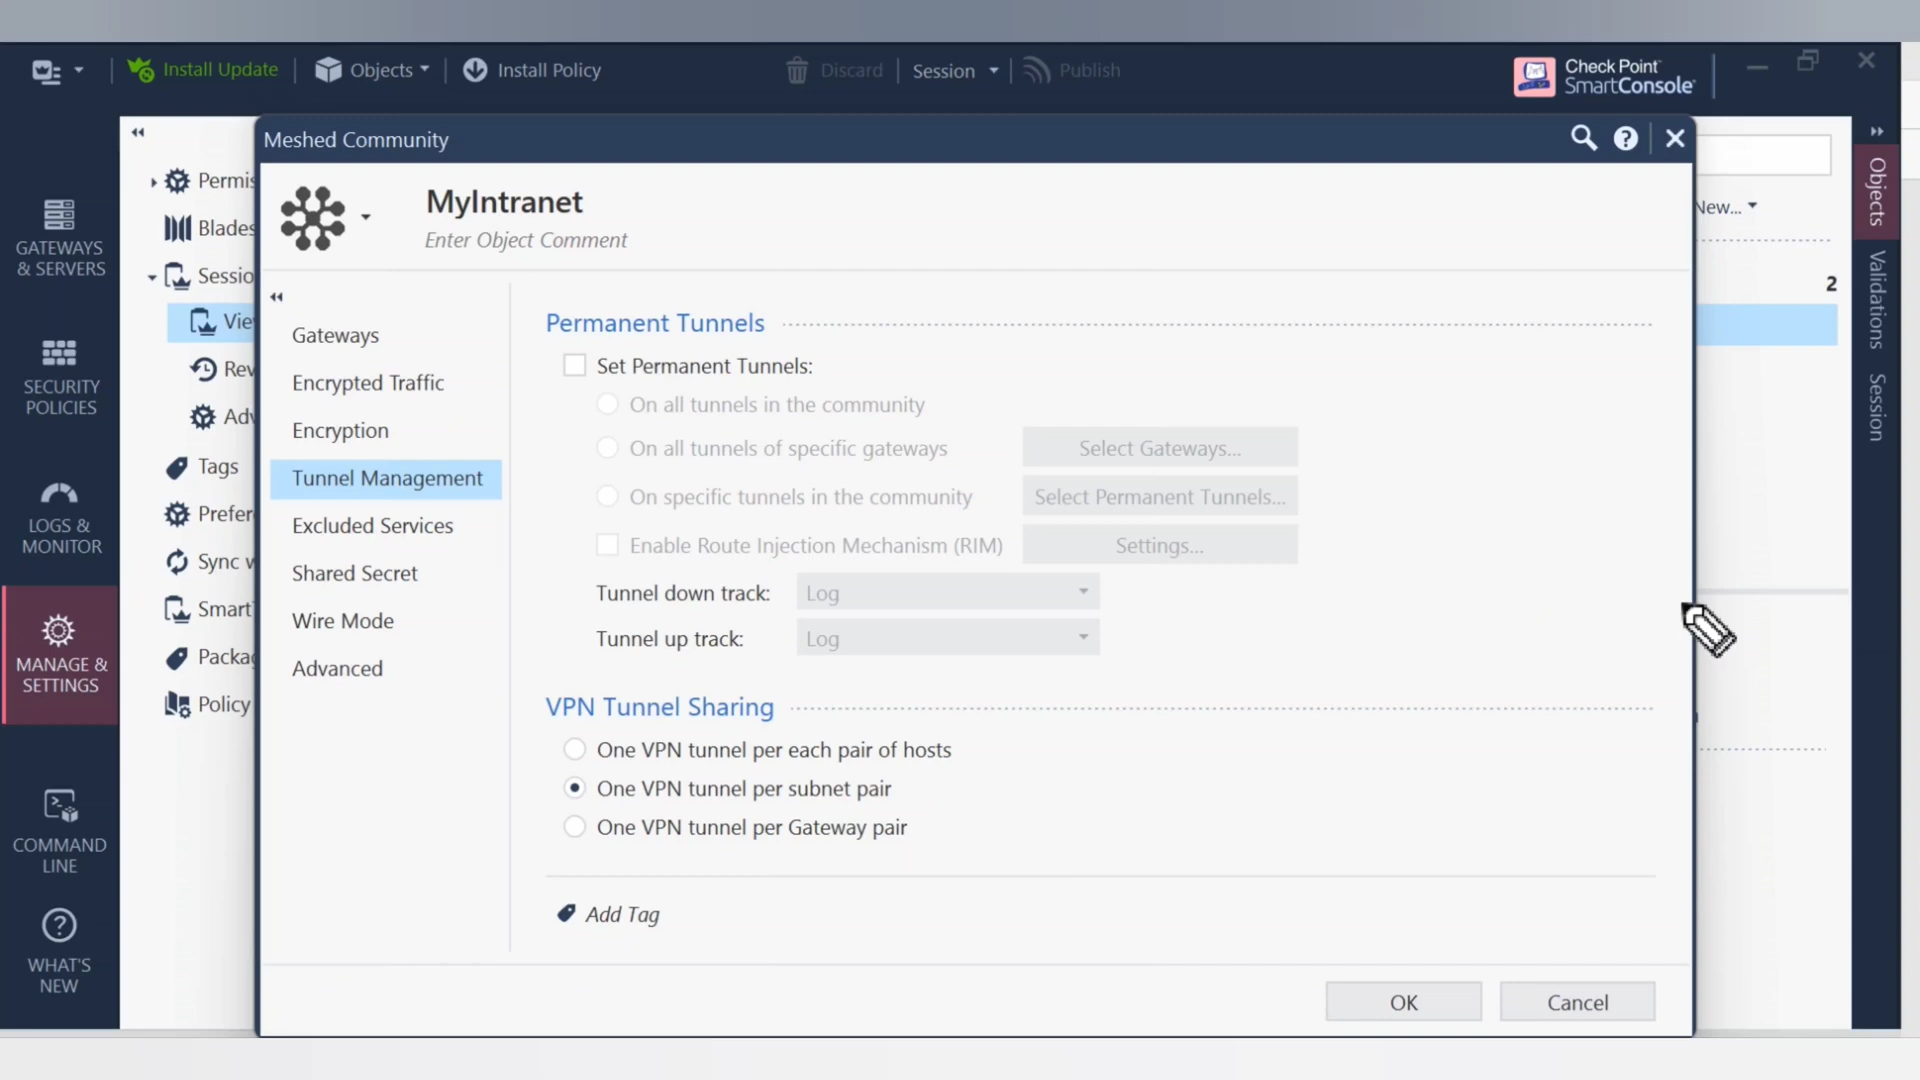 Install Update
Objects
Install Policy
Discard
Session
Publish
Check Point
SmartConsole
Meshed Community
MyIntranet
Enter Object Comment
GATEWAYS
& SERVERS
SECURITY
POLICIES
LOGS &
MONITOR
MANAGE &
SETTINGS
COMMAND
LINE
WHAT'S
NEW
Permis
Blades
Sessio
Vie
Rev
Adv
Tags
Prefer
Sync w
Smart
Packag
Policy
Gateways
Encrypted Traffic
Encryption
Tunnel Management
Excluded Services
Shared Secret
Wire Mode
Advanced
Permanent Tunnels
Set Permanent Tunnels:
On all tunnels in the community
On all tunnels of specific gateways
Select Gateways...
On specific tunnels in the community
Select Permanent Tunnels...
Enable Route Injection Mechanism (RIM)
Settings...
Tunnel down track:
Log
Tunnel up track:
Log
VPN Tunnel Sharing
One VPN tunnel per each pair of hosts
One VPN tunnel per subnet pair
One VPN tunnel per Gateway pair
Add Tag
OK
Cancel
New...
2
Objects
Validations
Session